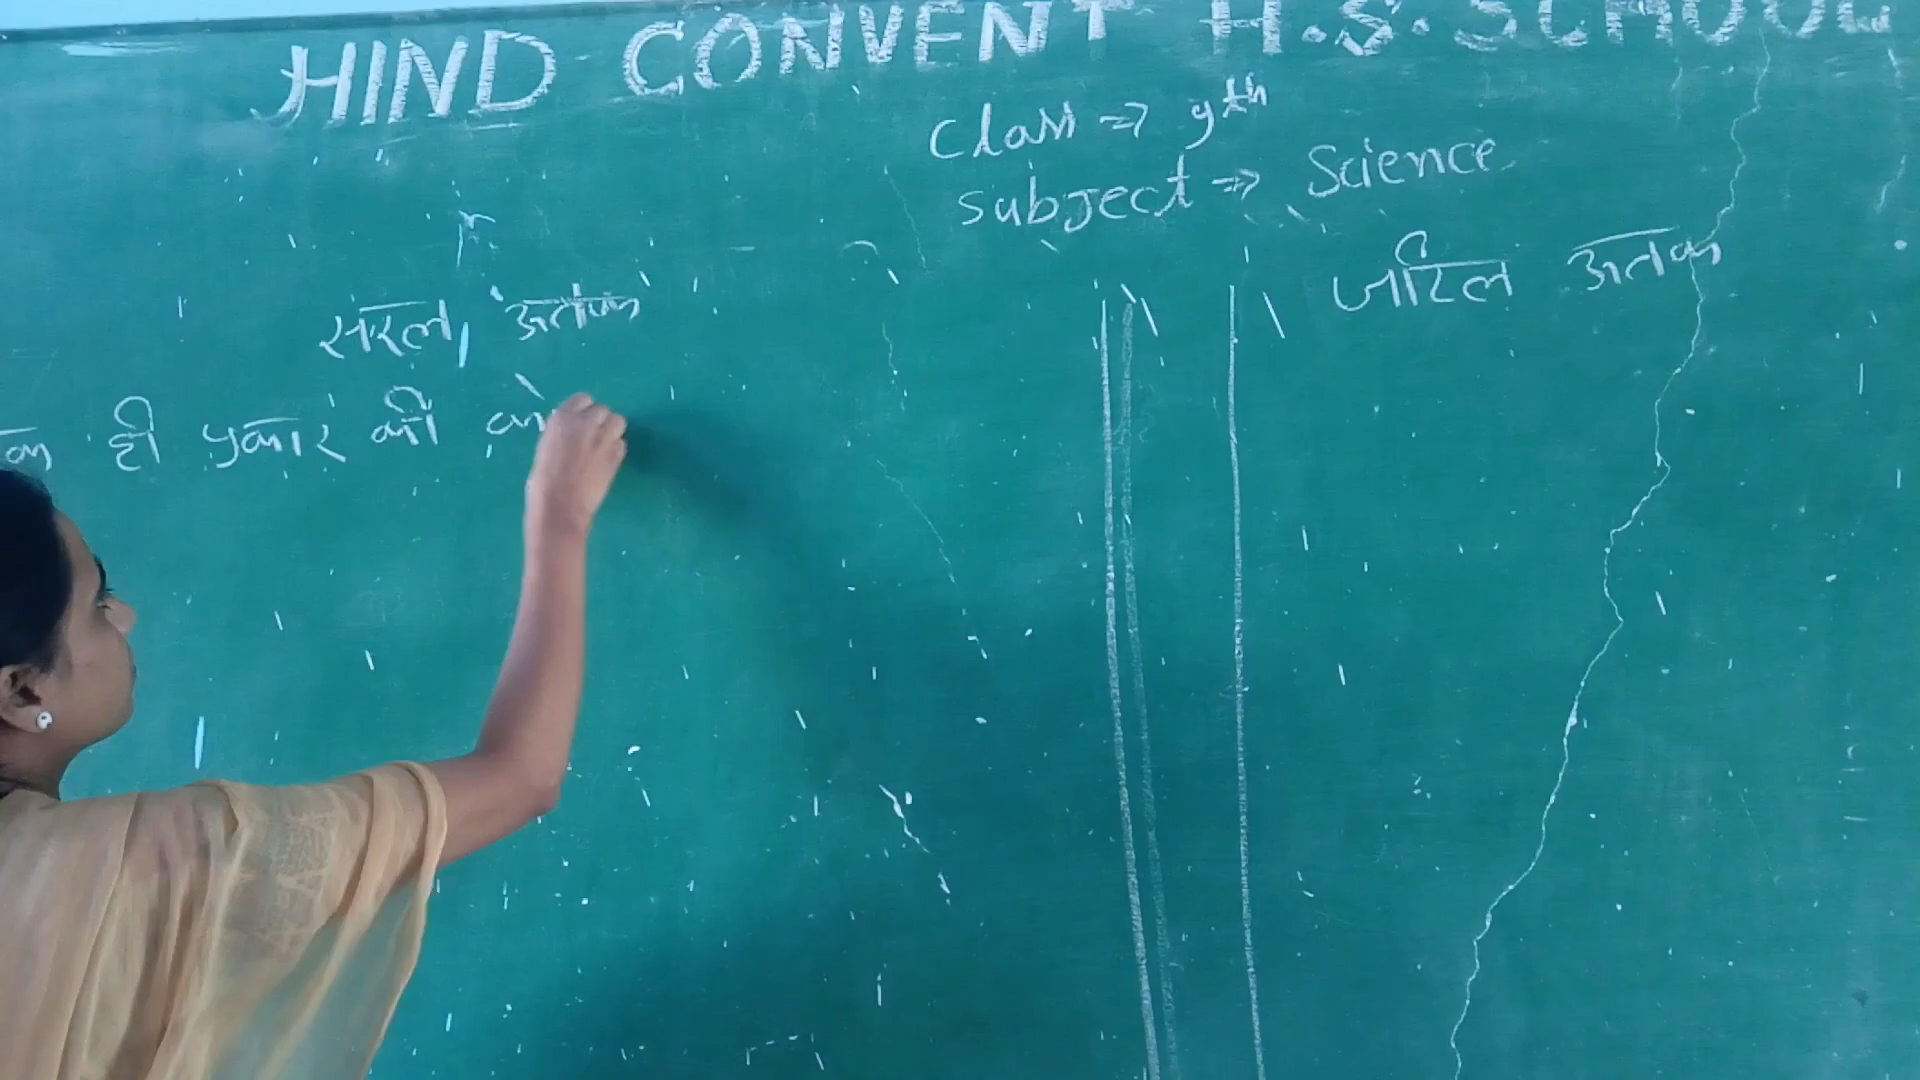 HIND CONVENT H.S. SCHOOL
Class ⇒ 9th
Subject ⇒ Science
सरल ऊतक
जटिल ऊतक
क ही प्रकार की को